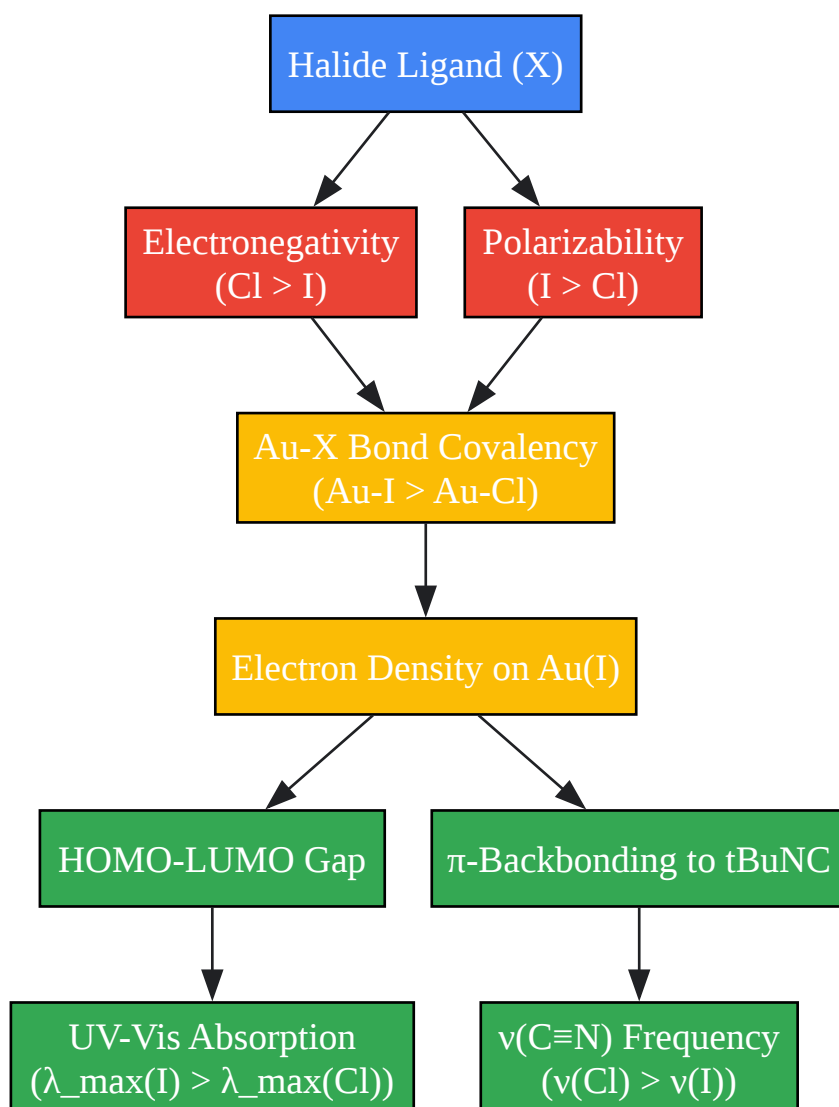 Halide Ligand (X)
Electronegativity
(Cl > I)
Polarizability
(I > Cl)
Au-X Bond Covalency
(Au-I > Au-Cl)
Electron Density on Au(I)
HOMO-LUMO Gap
π-Backbonding to tBuNC
UV-Vis Absorption
(λ_max(I) > λ_max(Cl))
ν(C≡N) Frequency
(ν(Cl) > ν(I))